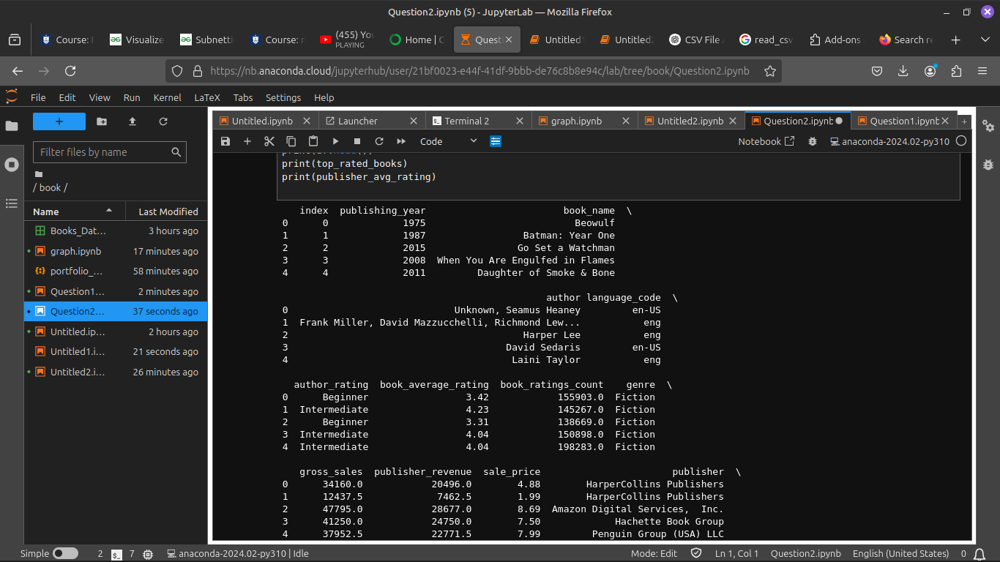 Question2.ipynb (5) - JupyterLab — Mozilla Firefox
Course:
Visualize
Subnetti
Course: r
(455) Yo
PLAYING
Home | C
Quest
Untitled
Untitled
CSV File
read_csv
Add-ons
Search re
https://nb.anaconda.cloud/jupyterhub/user/21bf0023-e44f-41df-9bbb-de76c8b8e94c/lab/tree/book/Question2.ipynb
File Edit View Run Kernel LaTeX Tabs Settings Help
Untitled.ipynb
Launcher
Terminal 2
graph.ipynb
Untitled2.ipynb
Question2.ipynb
Question1.ipynb
Code
Notebook
anaconda-2024.02-py310
Filter files by name
/ book /
Name Last Modified
Books_Dat... 3 hours ago
graph.ipynb 17 minutes ago
portfolio_... 58 minutes ago
Question1... 2 minutes ago
Question2... 37 seconds ago
Untitled.ip... 2 hours ago
Untitled1.i... 21 seconds ago
Untitled2.i... 26 minutes ago
print(top_rated_books)
print(publisher_avg_rating)
index publishing_year book_name \
0 0 1975 Beowulf
1 1 1987 Batman: Year One
2 2 2015 Go Set a Watchman
3 3 2008 When You Are Engulfed in Flames
4 4 2011 Daughter of Smoke & Bone
author language_code \
0 Unknown, Seamus Heaney en-US
1 Frank Miller, David Mazzucchelli, Richmond Lew... eng
2 Harper Lee eng
3 David Sedaris en-US
4 Laini Taylor eng
author_rating book_average_rating book_ratings_count genre \
0 Beginner 3.42 155903.0 Fiction
1 Intermediate 4.23 145267.0 Fiction
2 Beginner 3.31 138669.0 Fiction
3 Intermediate 4.04 150898.0 Fiction
4 Intermediate 4.04 198283.0 Fiction
gross_sales publisher_revenue sale_price publisher \
0 34160.0 20496.0 4.88 HarperCollins Publishers
1 12437.5 7462.5 1.99 HarperCollins Publishers
2 47795.0 28677.0 8.69 Amazon Digital Services, Inc.
3 41250.0 24750.0 7.50 Hachette Book Group
4 37952.5 22771.5 7.99 Penguin Group (USA) LLC
Simple 2 7 anaconda-2024.02-py310 | Idle Mode: Edit Ln 1, Col 1 Question2.ipynb English (United States) 0